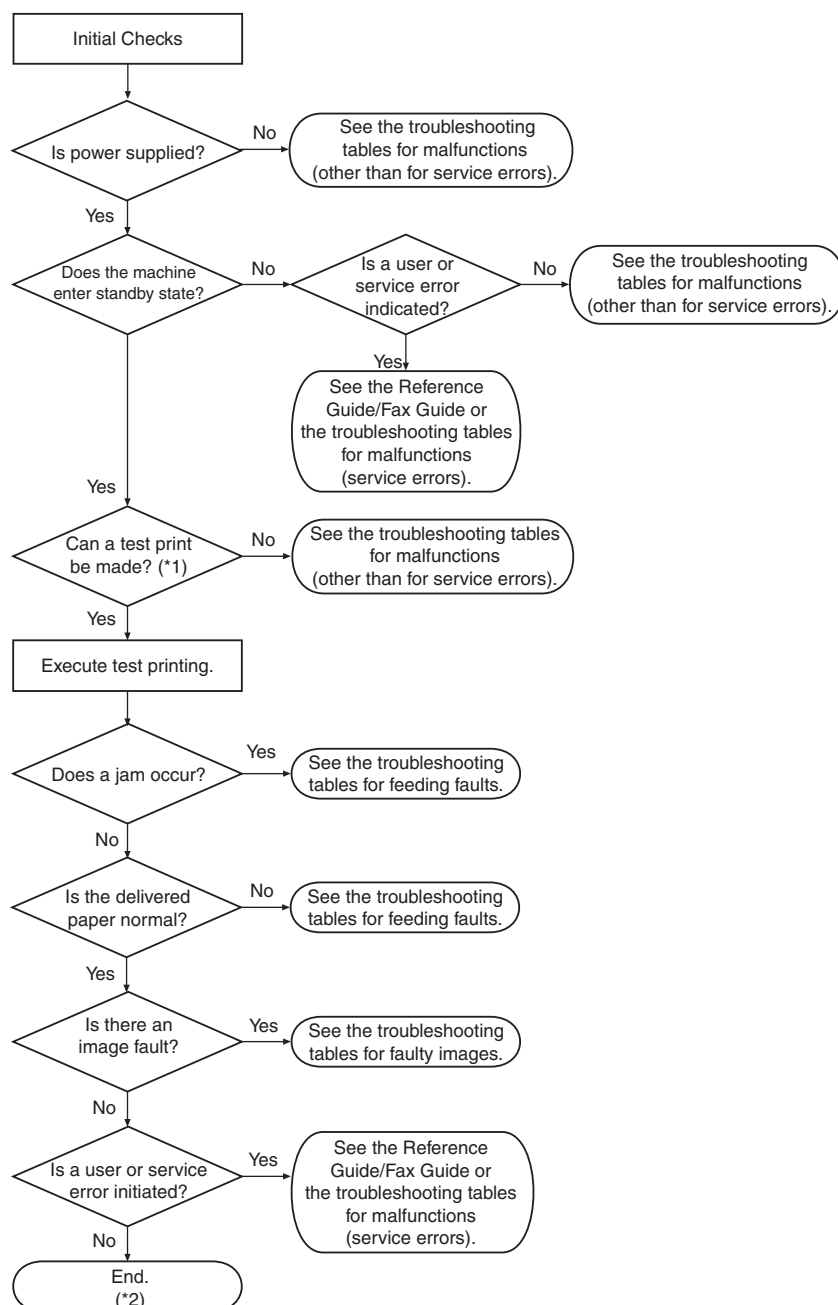 Initial Checks
Is power supplied?
No
See the troubleshooting
tables for malfunctions
(other than for service errors).
Yes
Does the machine
enter standby state?
No
Is a user or
service error
indicated?
No
See the troubleshooting
tables for malfunctions
(other than for service errors).
Yes
See the Reference
Guide/Fax Guide or
the troubleshooting tables
for malfunctions
(service errors).
Yes
Can a test print
be made? (*1)
No
See the troubleshooting tables
for malfunctions
(other than for service errors).
Yes
Execute test printing.
Does a jam occur?
Yes
See the troubleshooting
tables for feeding faults.
No
Is the delivered
paper normal?
No
See the troubleshooting
tables for feeding faults.
Yes
Is there an
image fault?
Yes
See the troubleshooting
tables for faulty images.
No
Is a user or service
error initiated?
Yes
See the Reference
Guide/Fax Guide or
the troubleshooting tables
for malfunctions
(service errors).
No
End.
(*2)